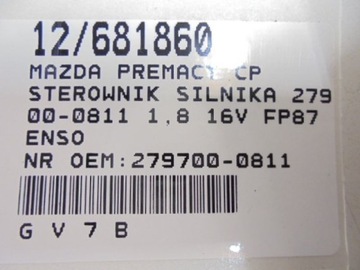 12/681860
MAZDA PREMACY CP
STEROWNIK SILNIKA 279
00-0811 1,8 16V FP87
ENSO
NR OEM:279700-0811
G V 7 B